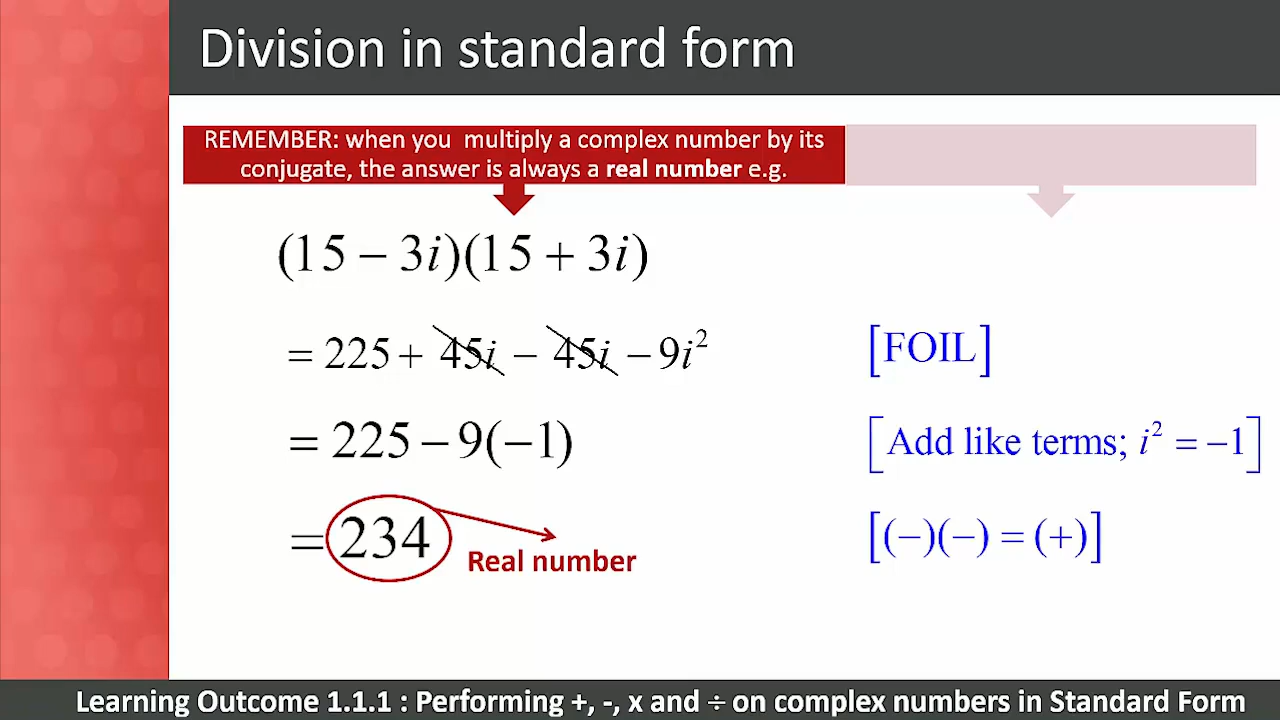 Division in standard form
REMEMBER: when you multiply a complex number by its
conjugate, the answer is always a real number e.g.
(15 − 3i)(15 + 3i)
= 225 + 45i − 45i − 9i² [FOIL]
= 225 − 9(−1) [Add like terms; i² = −1]
= 234 [(−)(−) = (+)]
Real number
Learning Outcome 1.1.1 : Performing +, -, x and ÷ on complex numbers in Standard Form